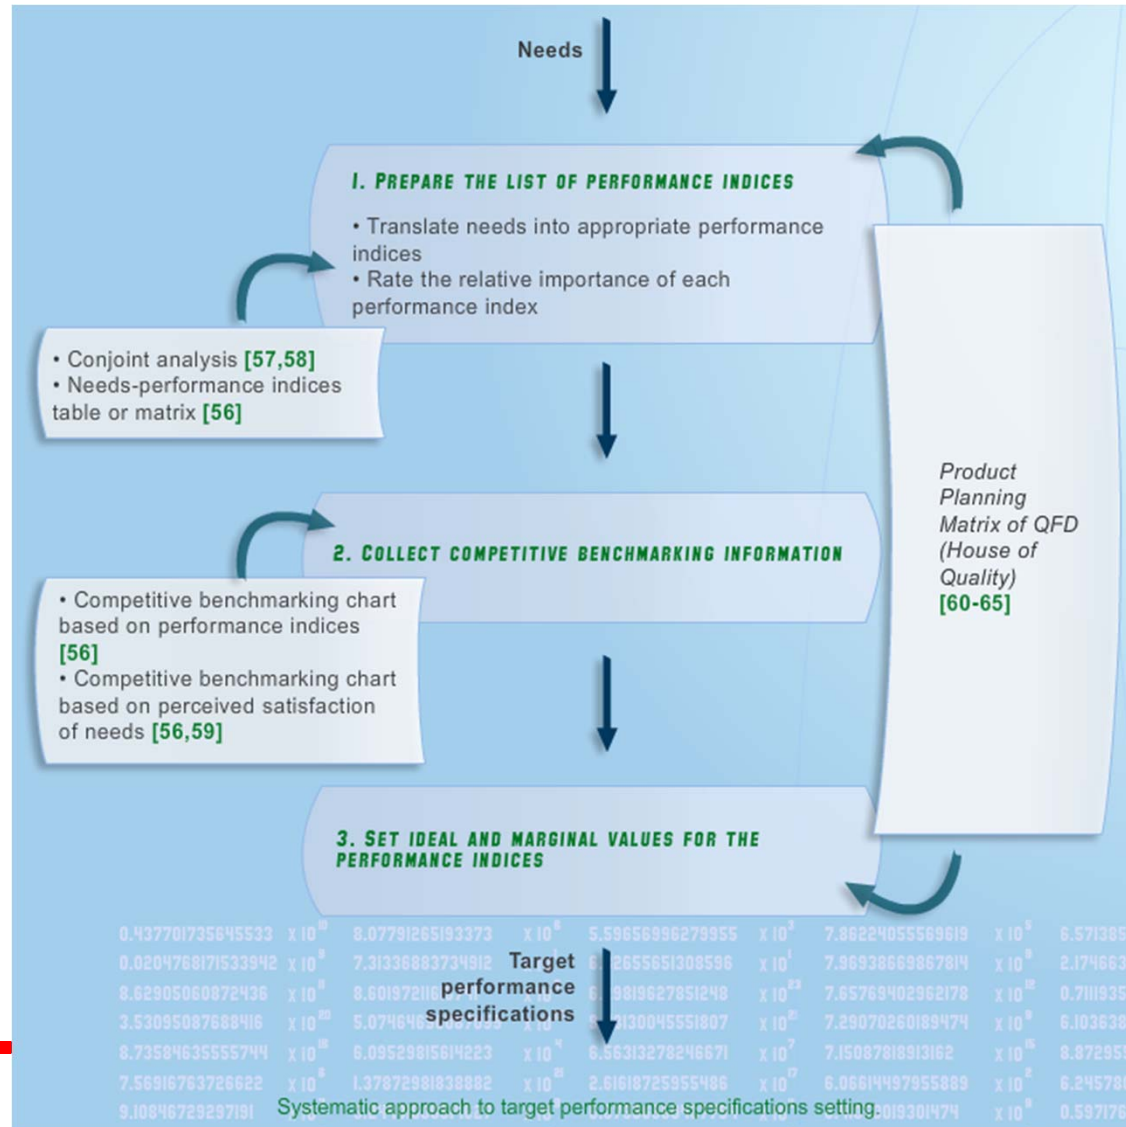 Needs
1. PREPARE THE LIST OF PERFORMANCE INDICES
• Translate needs into appropriate performance
indices
• Rate the relative importance of each
performance index
• Conjoint analysis [57,58]
• Needs-performance indices
table or matrix [56]
Product
Planning
Matrix of QFD
(House of
Quality)
[60-65]
2. COLLECT COMPETITIVE BENCHMARKING INFORMATION
• Competitive benchmarking chart
based on performance indices
[56]
• Competitive benchmarking chart
based on perceived satisfaction
of needs [56,59]
3. SET IDEAL AND MARGINAL VALUES FOR THE
PERFORMANCE INDICES
Target
performance
specifications
Systematic approach to target performance specifications setting.